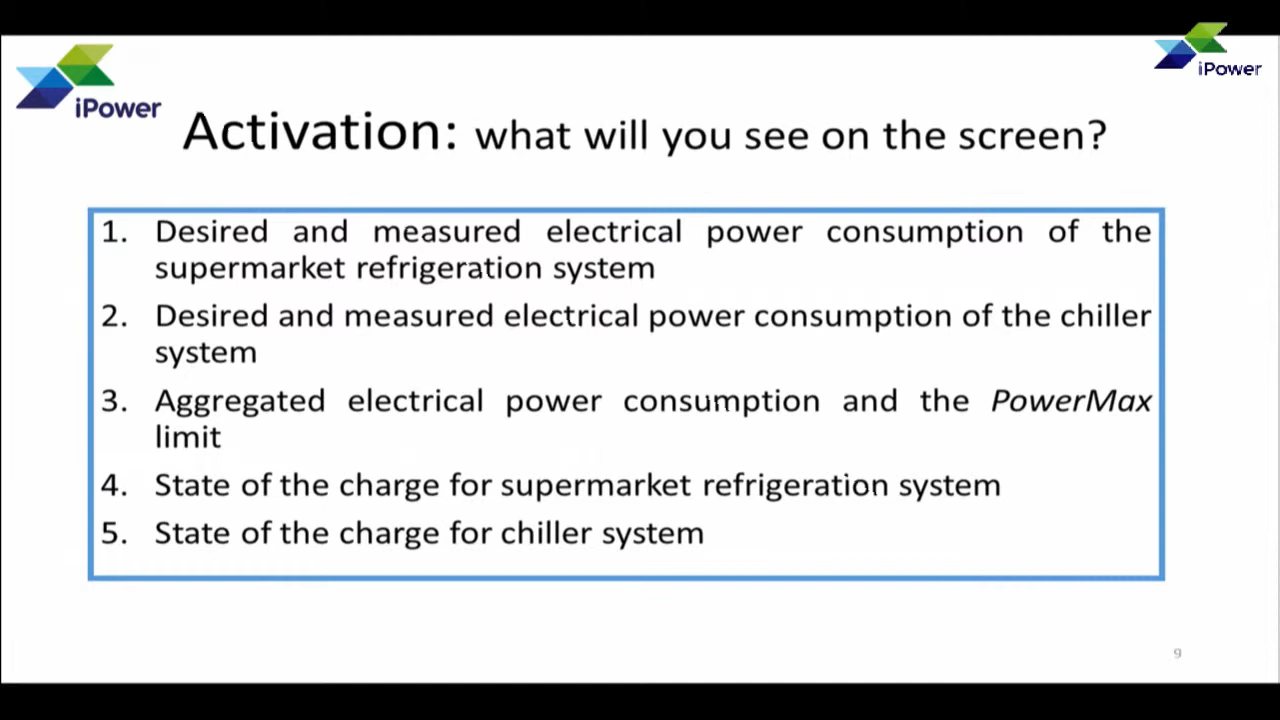 iPower
iPower
Activation: what will you see on the screen?
1. Desired and measured electrical power consumption of the
supermarket refrigeration system
2. Desired and measured electrical power consumption of the chiller
system
3. Aggregated electrical power consumption and the PowerMax
limit
4. State of the charge for supermarket refrigeration system
5. State of the charge for chiller system
9